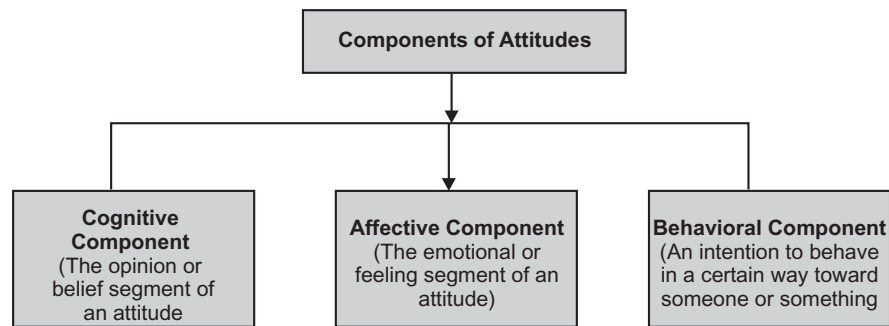 Components of Attitudes
Cognitive
Component
(The opinion or
belief segment of
an attitude
Affective Component
(The emotional or
feeling segment of an
attitude)
Behavioral Component
(An intention to behave
in a certain way toward
someone or something